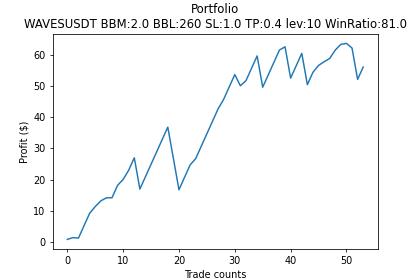 Portfolio
WAVESUSDT BBM:2.0 BBL:260 SL:1.0 TP:0.4 lev:10 WinRatio:81.0
Profit ($)
60
50
40
30
20
10
0
0 10 20 30 40 50
Trade counts